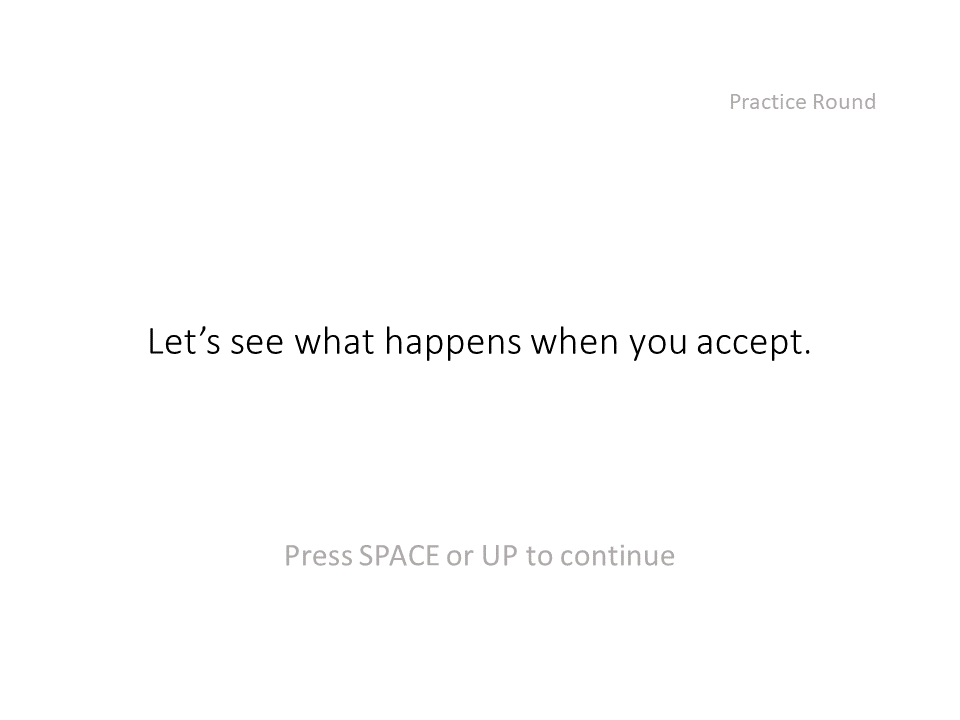 Practice Round
Let’s see what happens when you accept.
Press SPACE or UP to continue